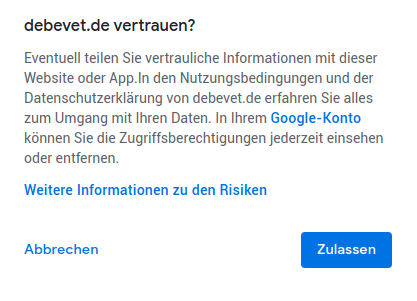 debevet.de vertrauen?
Eventuell teilen Sie vertrauliche Informationen mit dieser
Website oder App.In den Nutzungsbedingungen und der
Datenschutzerklärung von debevet.de erfahren Sie alles
zum Umgang mit Ihren Daten. In Ihrem Google-Konto
können Sie die Zugriffsberechtigungen jederzeit einsehen
oder entfernen.
Weitere Informationen zu den Risiken
Abbrechen
Zulassen